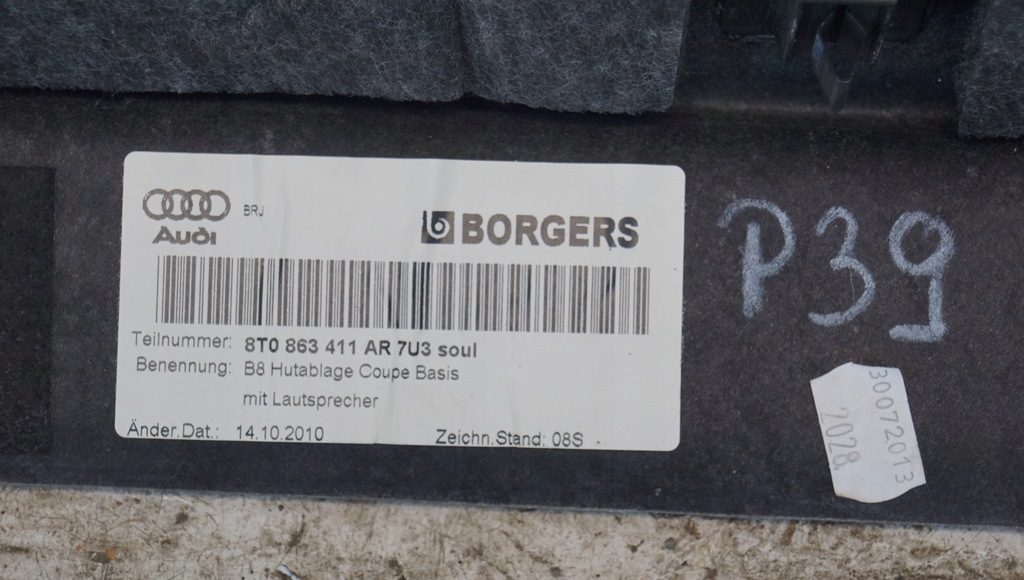 Audi BRJ
BORGERS
Teilnummer: 8T0 863 411 AR 7U3 soul
Benennung: B8 Hutablage Coupe Basis
mit Lautsprecher
Änder.Dat.: 14.10.2010 Zeichn.Stand: 08S
P39
30072013
2028